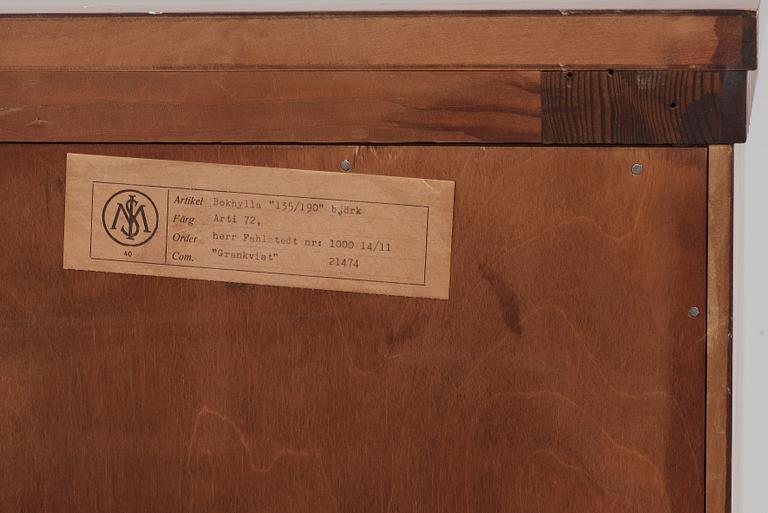 SM
40
Artikel Bokhylla "135/190" björk
Färg Arti 72,
Order herr Fahlstedt nr: 1000 14/11
Com. "Grankvist" 21474